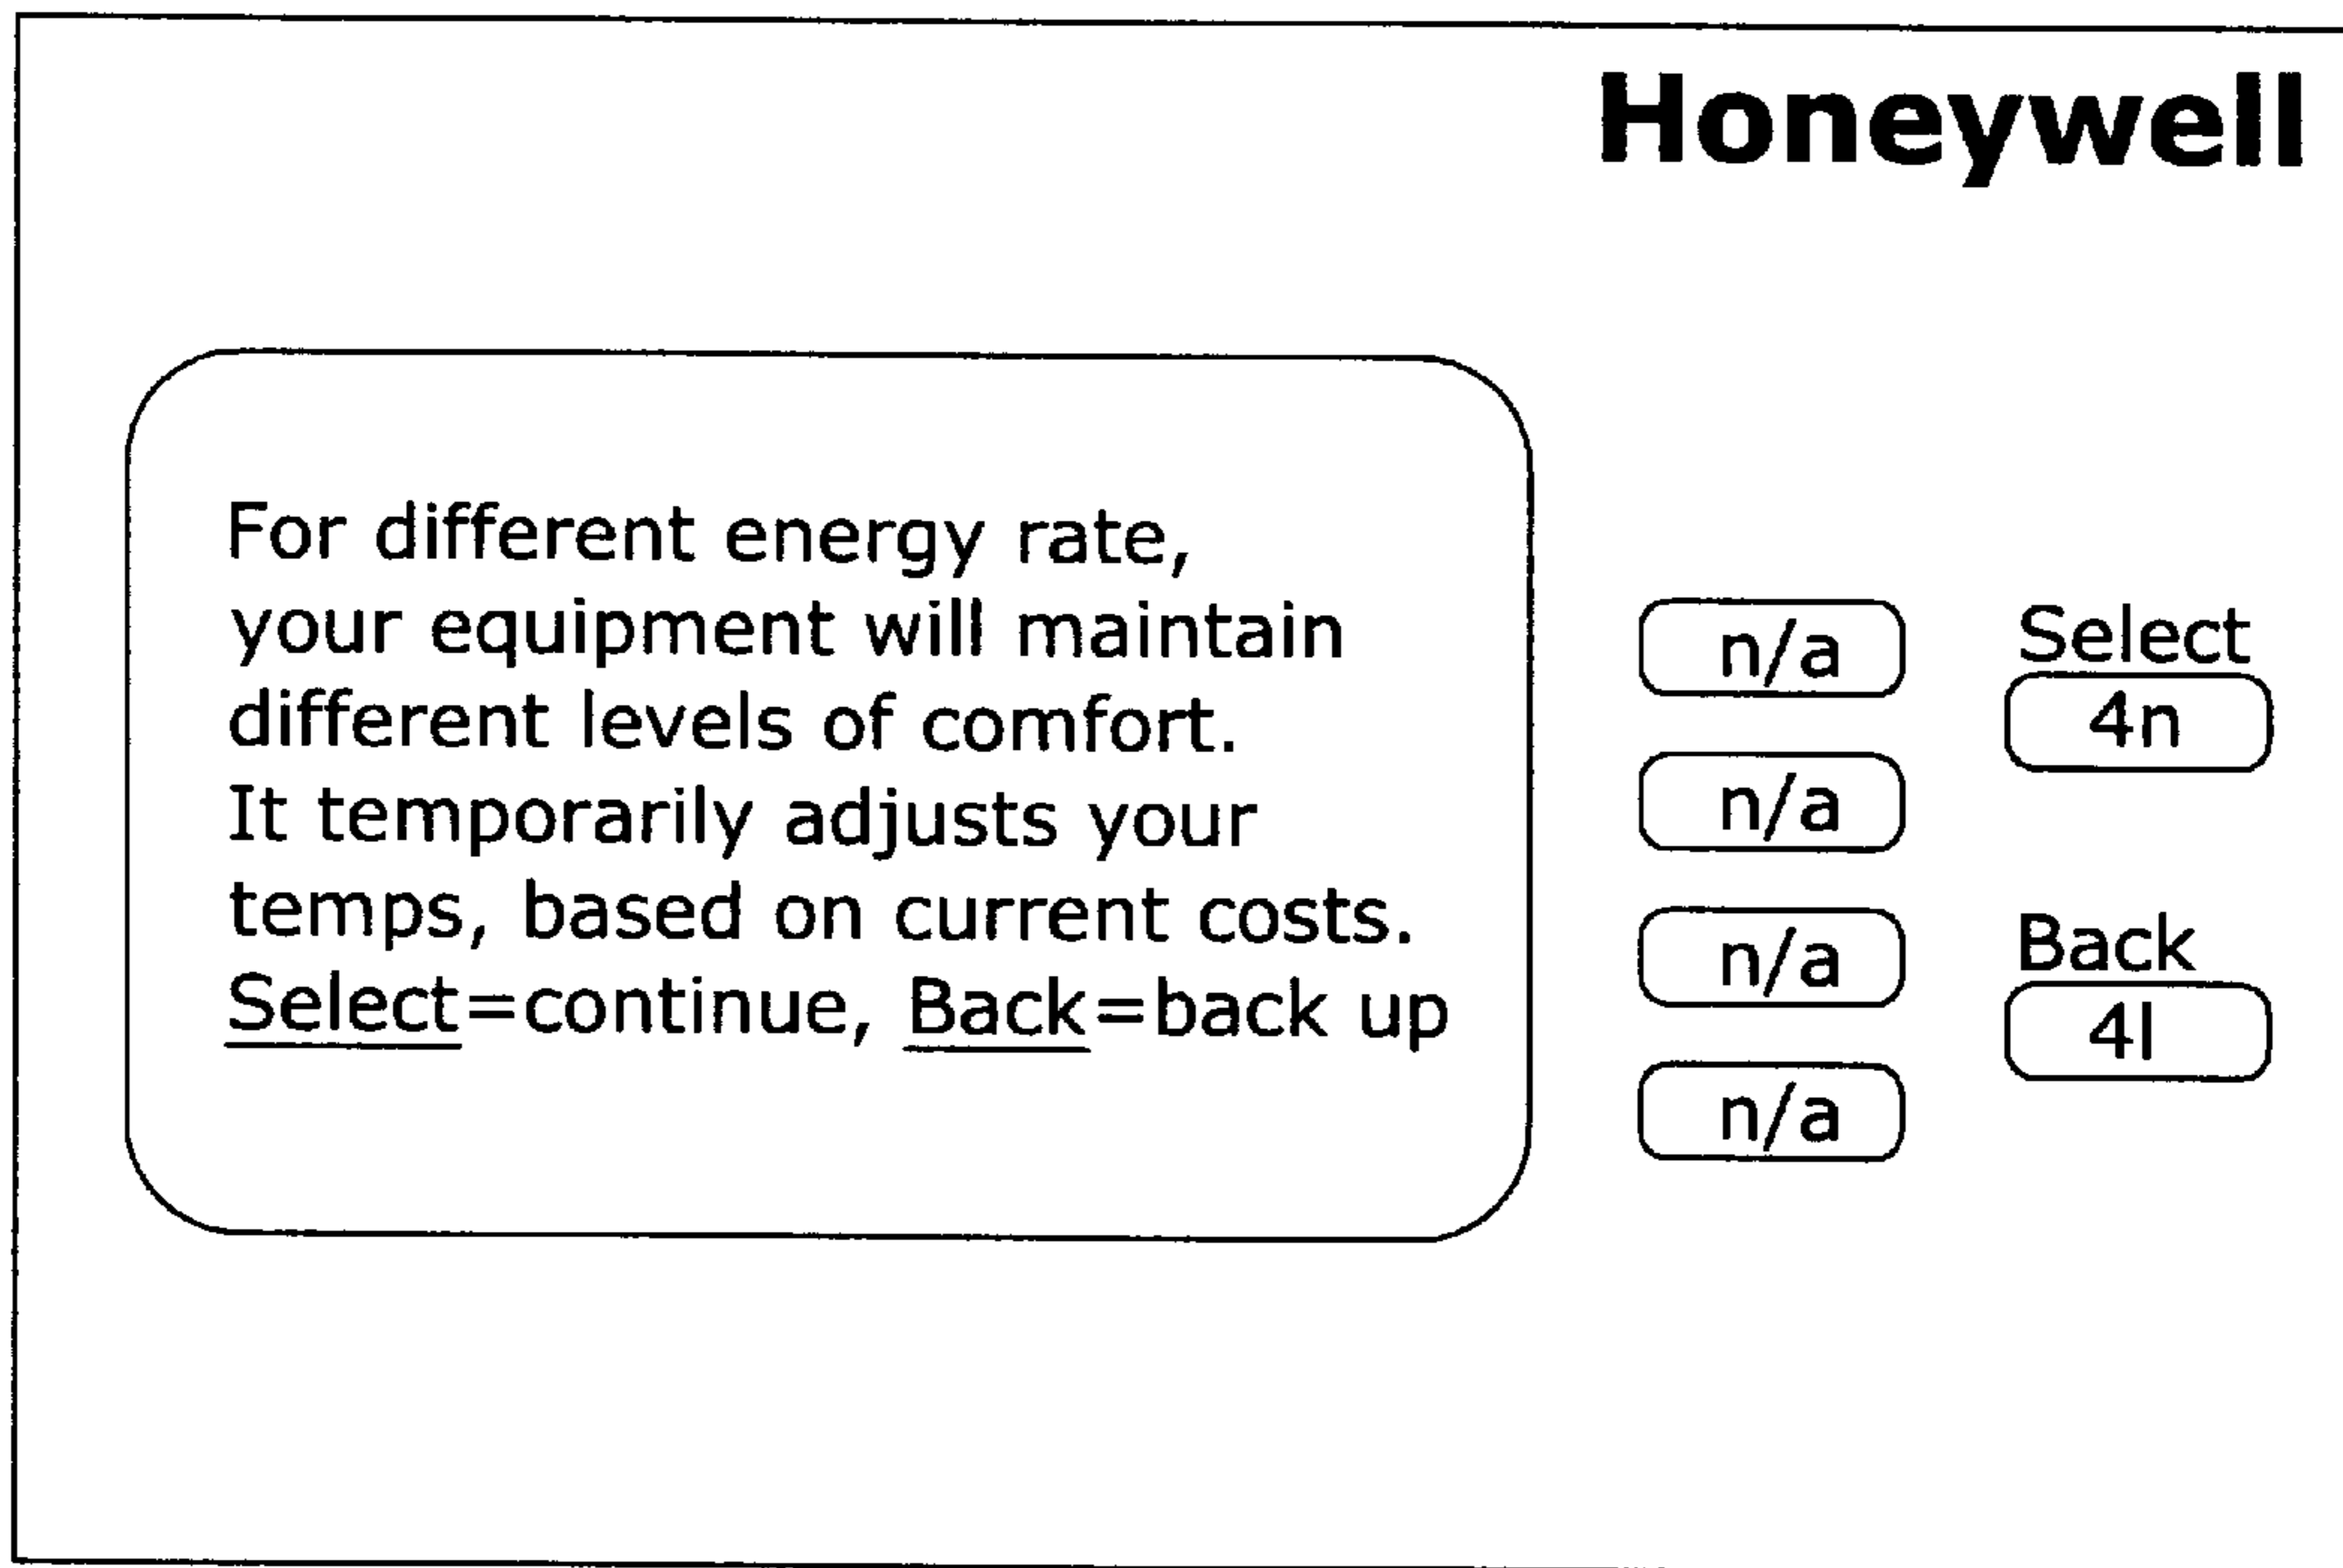 Honeywell
For different energy rate,
your equipment will maintain
different levels of comfort.
It temporarily adjusts your
temps, based on current costs.
Select=continue, Back=back up
n/a
n/a
n/a
n/a
Select
4n
Back
4l